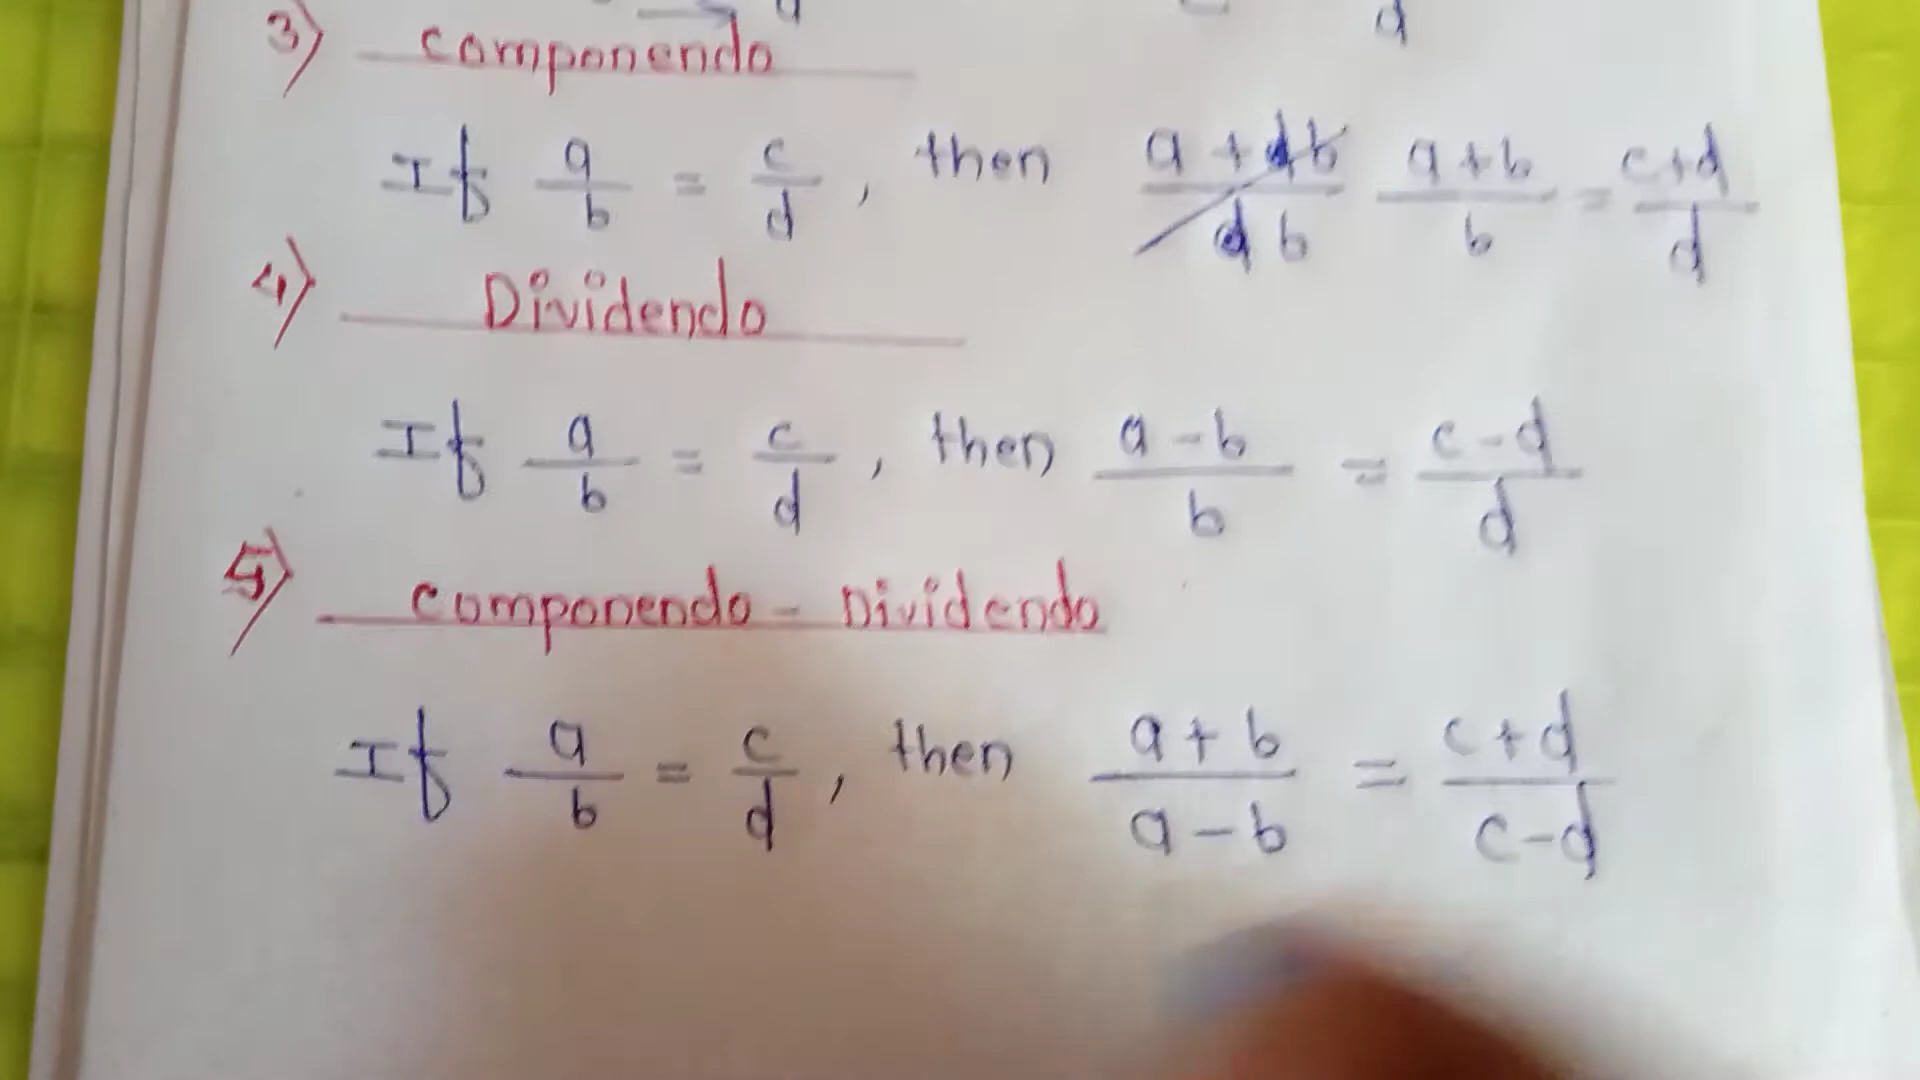 3) componendo
If a/b = c/d, then a+b/b = c+d/d
4) Dividendo
If a/b = c/d, then a-b/b = c-d/d
5) componendo - Dividendo
If a/b = c/d, then a+b/a-b = c+d/c-d